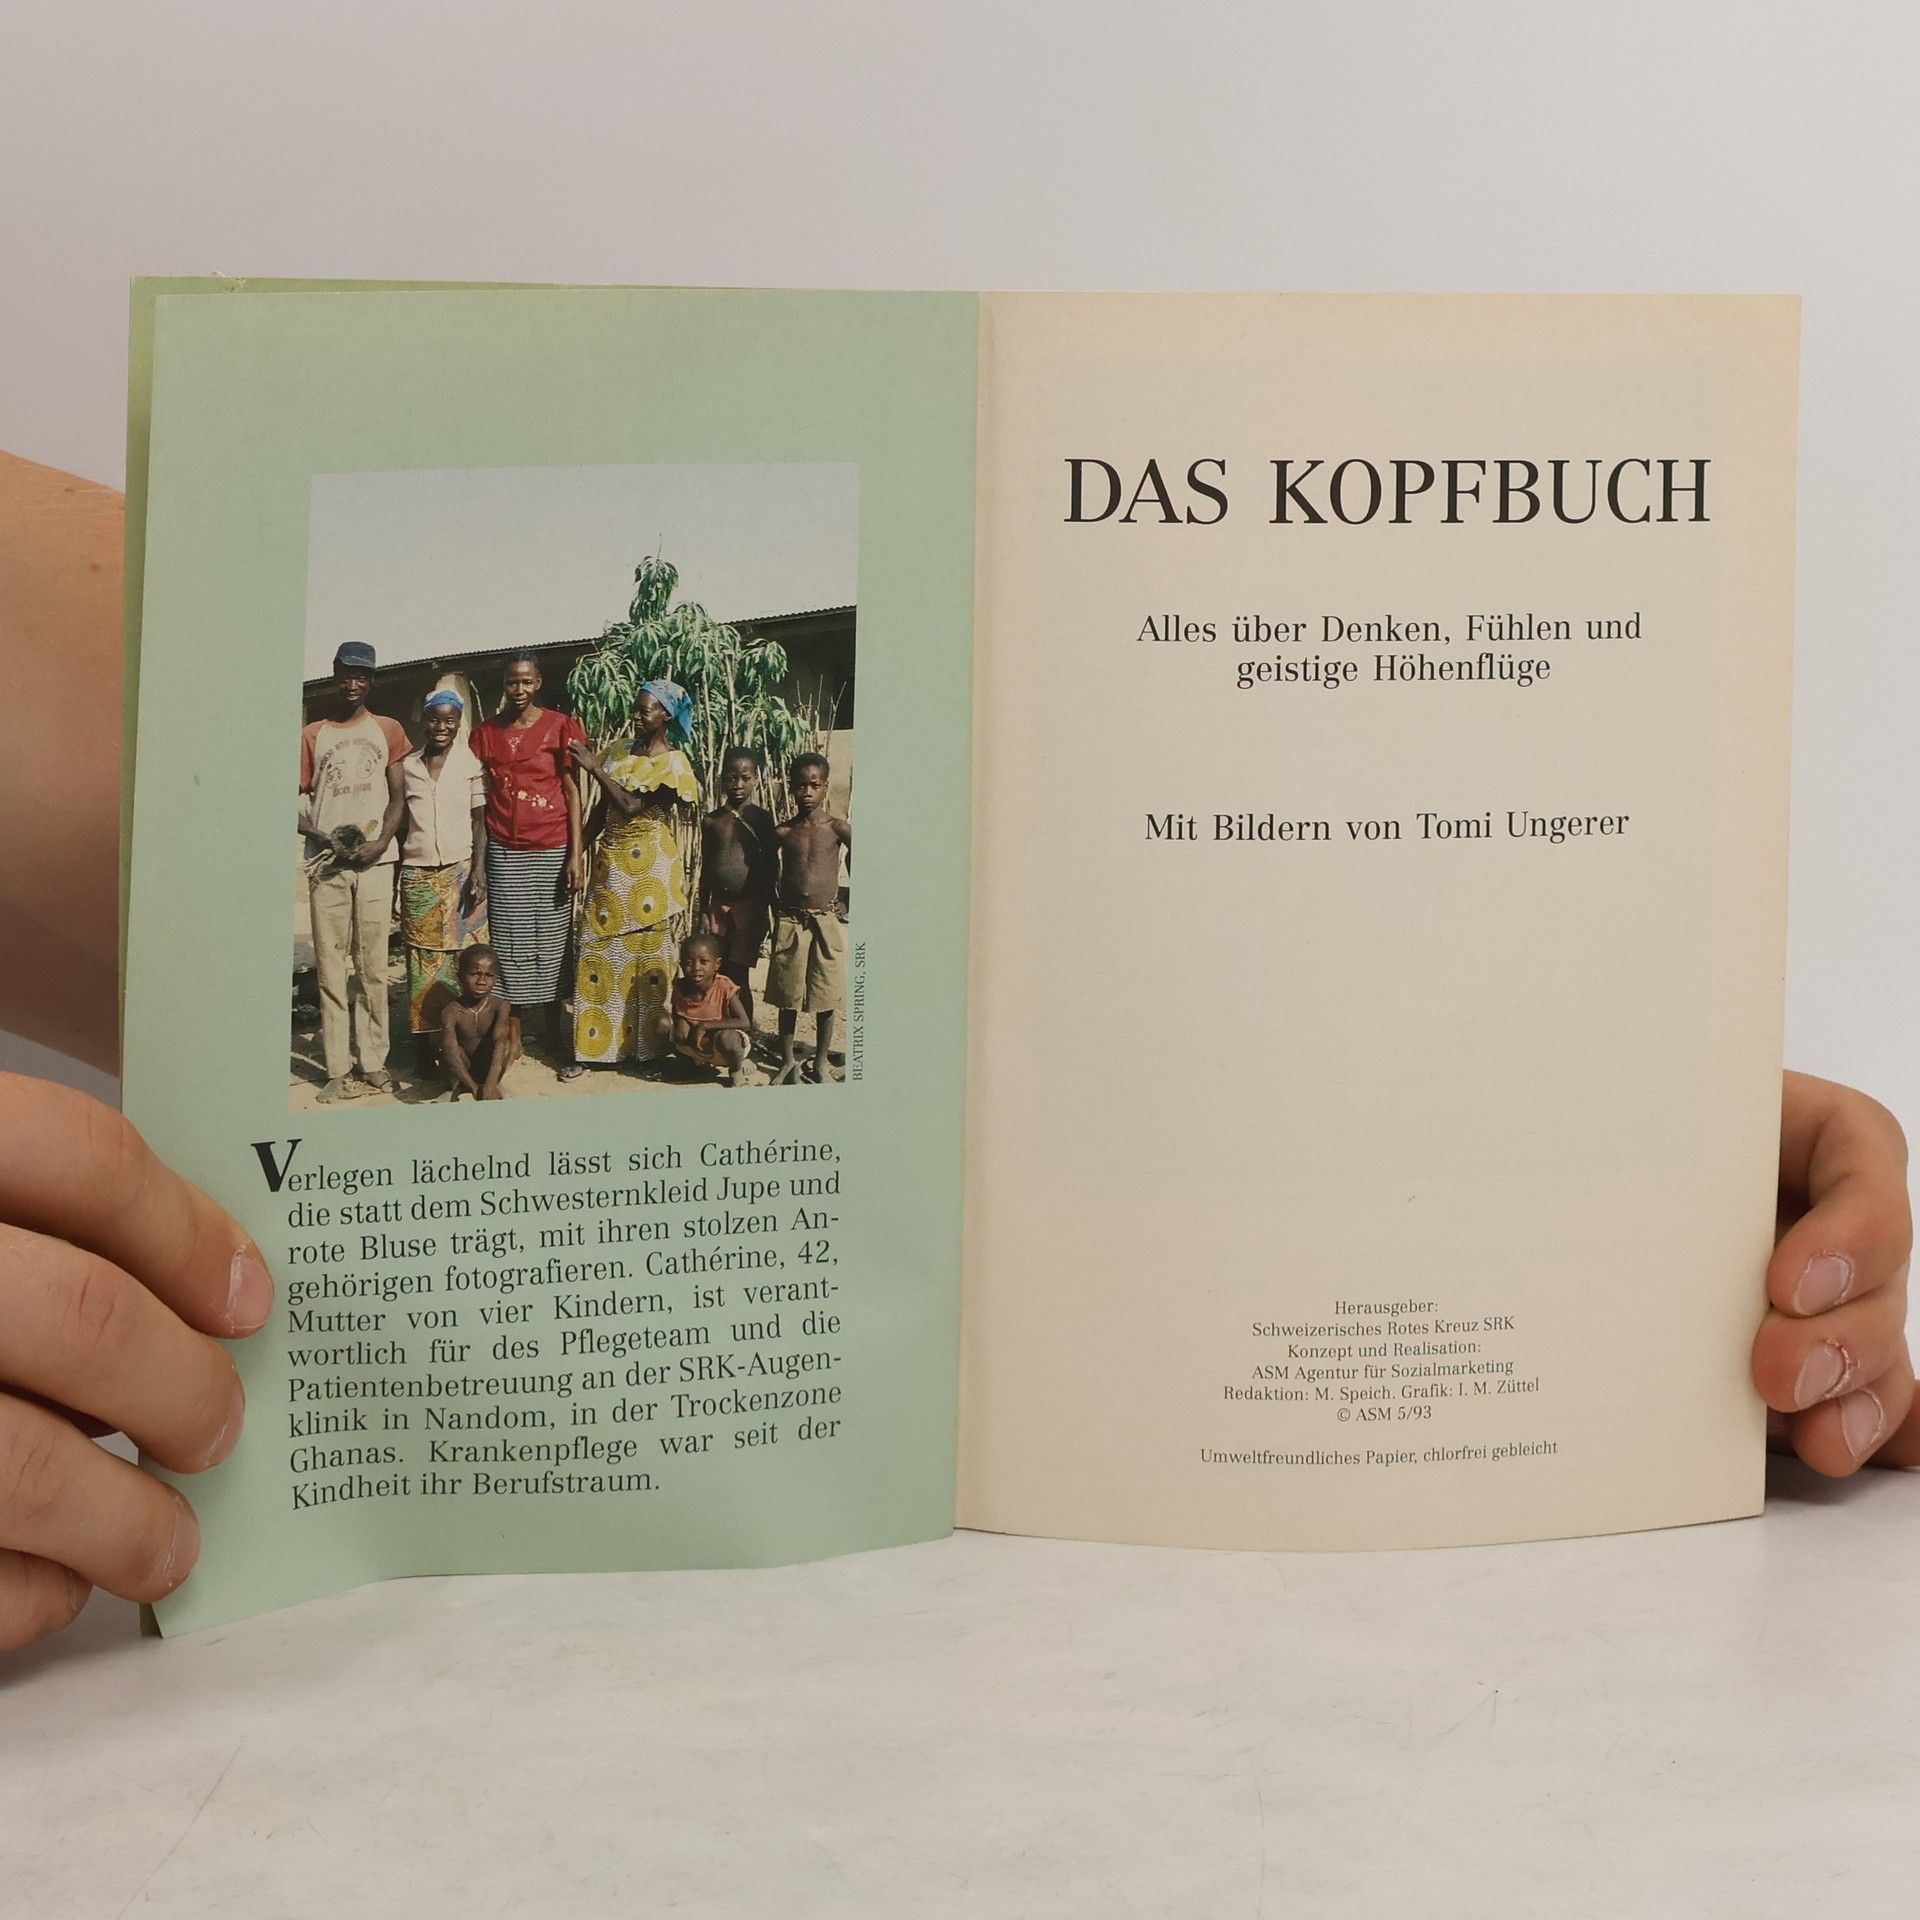 BEATRIX SPRING, SRK
Verlegen lächelnd lässt sich Cathérine,
die statt dem Schwesternkleid Jupe und
rote Bluse trägt, mit ihren stolzen An-
gehörigen fotografieren. Cathérine, 42,
Mutter von vier Kindern, ist verant-
wortlich für des Pflegeteam und die
Patientenbetreuung an der SRK-Augen-
klinik in Nandom, in der Trockenzone
Ghanas. Krankenpflege war seit der
Kindheit ihr Berufstraum.
DAS KOPFBUCH
Alles über Denken, Fühlen und
geistige Höhenflüge
Mit Bildern von Tomi Ungerer
Herausgeber:
Schweizerisches Rotes Kreuz SRK
Konzept und Realisation:
ASM Agentur für Sozialmarketing
Redaktion: M. Speich. Grafik: I. M. Züttel
© ASM 5/93
Umweltfreundliches Papier, chlorfrei gebleicht